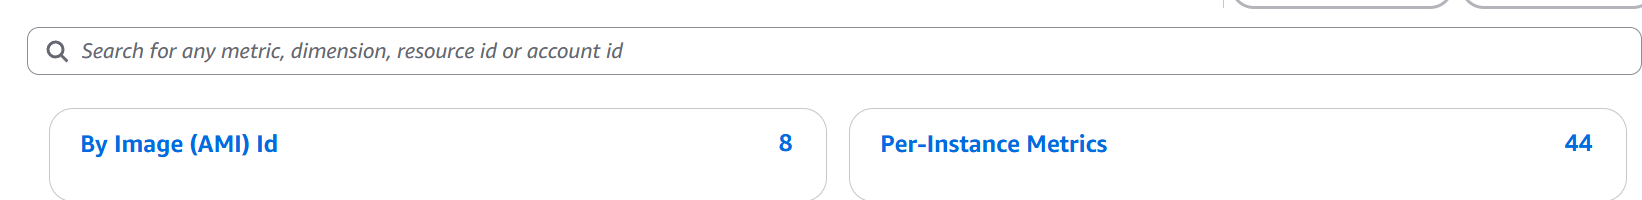 Search for any metric, dimension, resource id or account id
By Image (AMI) Id 8
Per-Instance Metrics 44